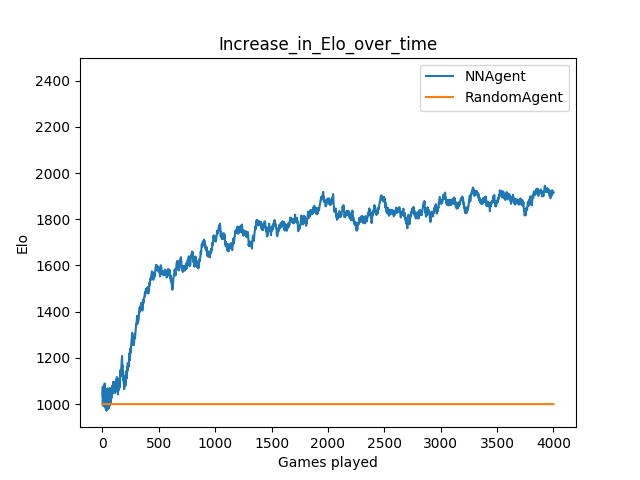 Increase_in_Elo_over_time
NNAgent
RandomAgent
2400
2200
2000
1800
1600
1400
1200
1000
Elo
0 500 1000 1500 2000 2500 3000 3500 4000
Games played